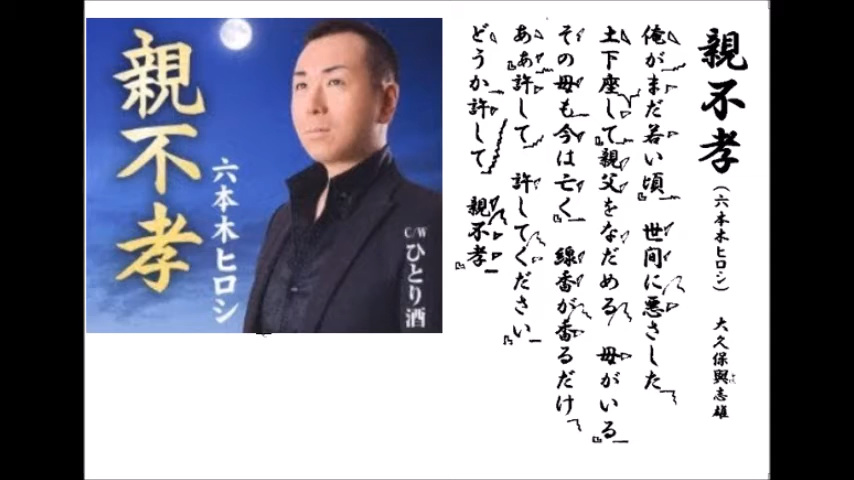 親不孝
六本木ヒロシ
C/W
ひとり酒
親不孝(六本木ヒロシ) 大久保與志雄
俺がまだ若い頃 世間に悪さした
土下座して親父をなだめる 母がいる
その母も今は亡く 線香が香るだけ
あぁ許して 許してください
どうか許して 親不孝